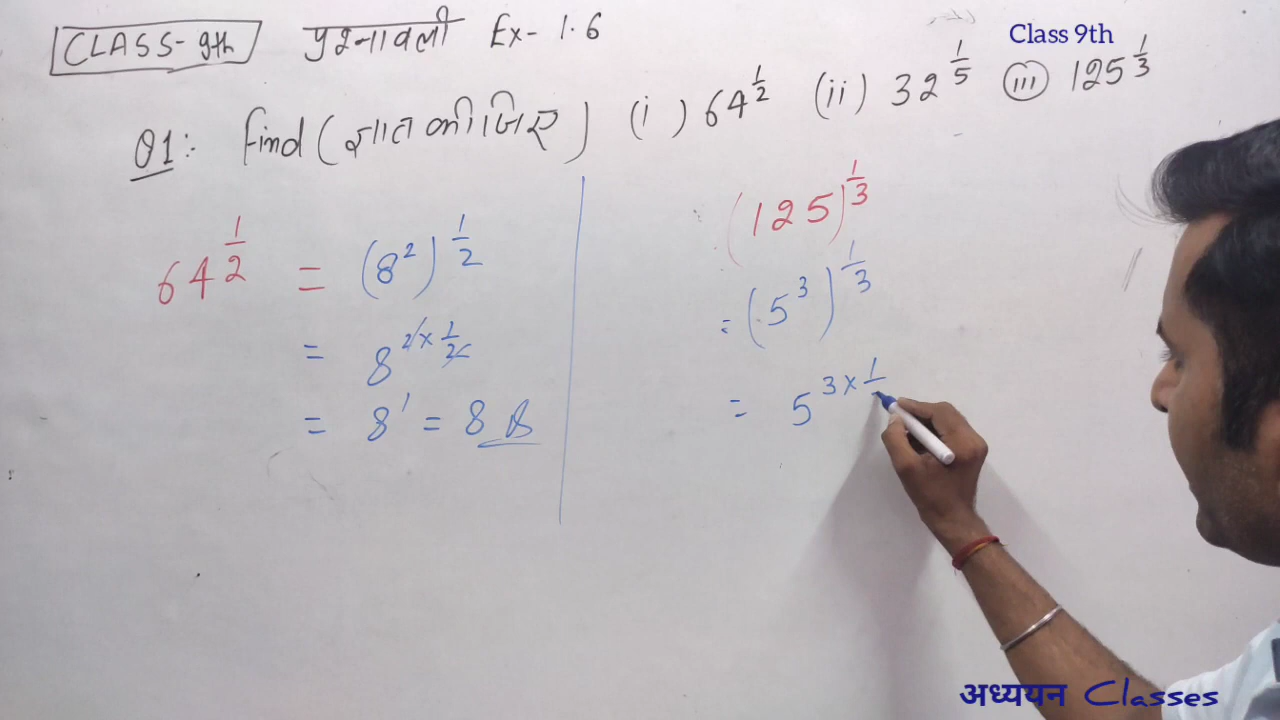 CLASS- 9th प्रश्नावली Ex- 1.6
Class 9th
Q1: Find (ज्ञात कीजिए) (i) 64^{1/2} (ii) 32^{1/5} (iii) 125^{1/3}
64^{1/2} = (8^2)^{1/2}
= 8^{2×1/2}
= 8^1 = 8
(125)^{1/3}
= (5^3)^{1/3}
= 5^{3×1/
अध्ययन Classes